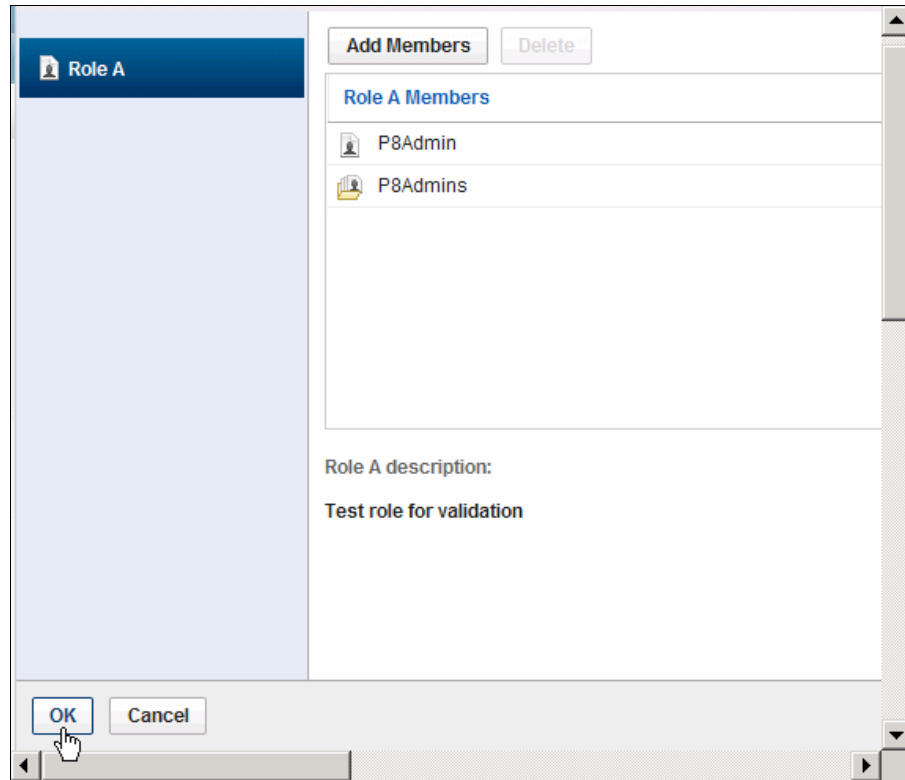 Role A
Add Members
Delete
Role A Members
P8Admin
P8Admins
Role A description:
Test role for validation
OK
Cancel